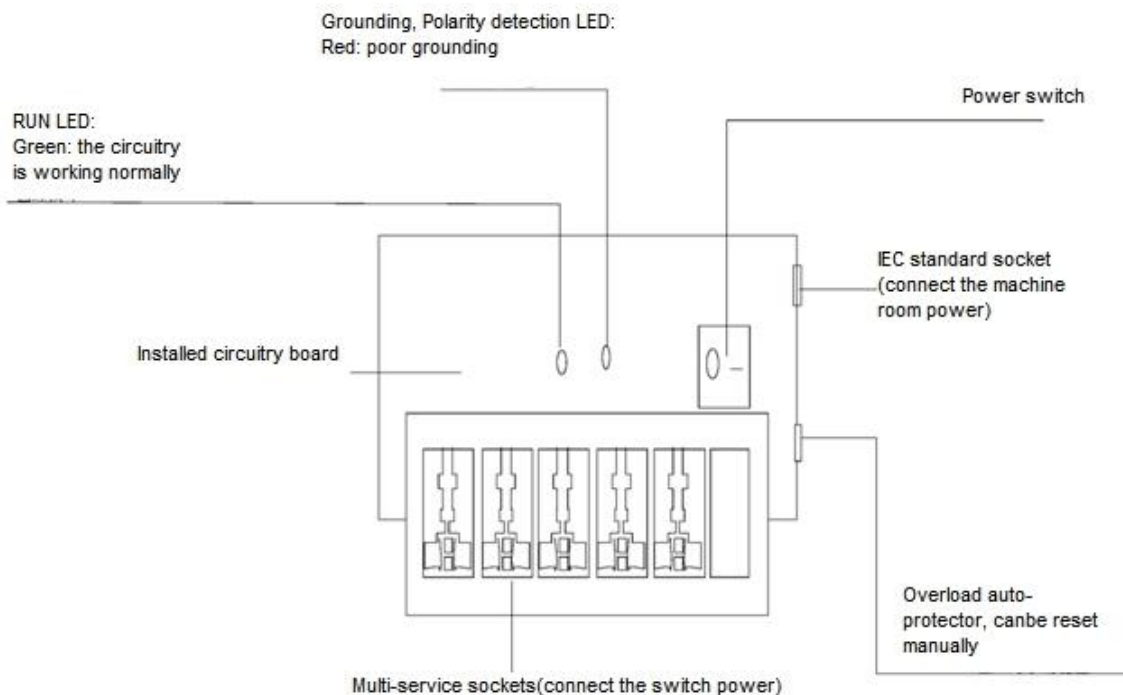 Grounding, Polarity detection LED:
Red: poor grounding
Power switch
RUN LED:
Green: the circuitry
is working normally
IEC standard socket
(connect the machine
room power)
Installed circuitry board
Overload auto-
protector, canbe reset
manually
Multi-service sockets(connect the switch power)